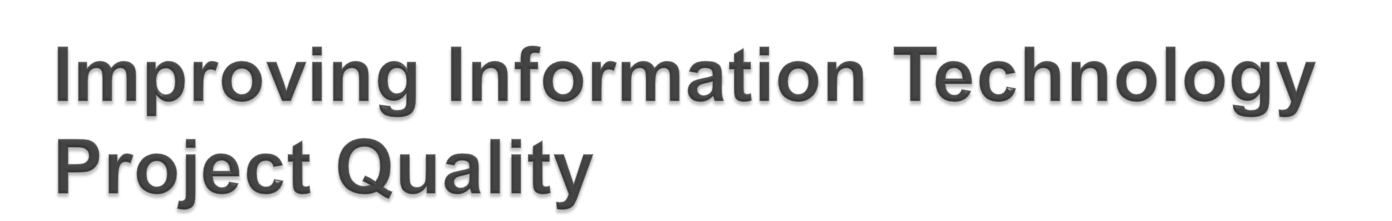 Improving Information Technology
Project Quality